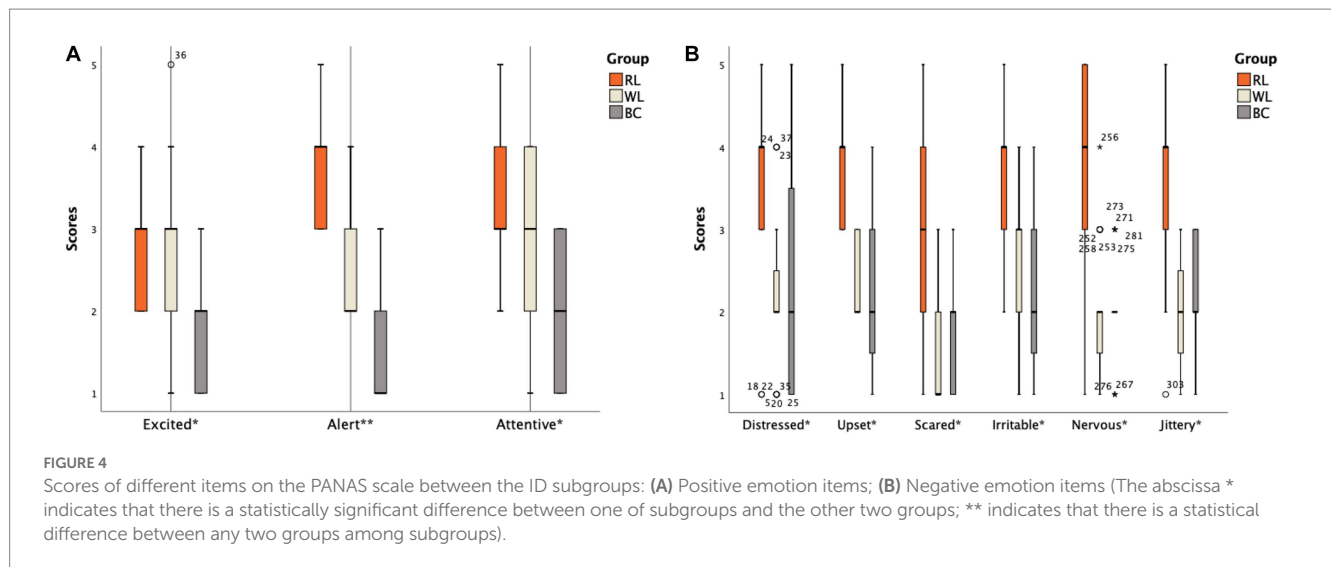 A
Scores
5
4
3
2
1
36
Excited*
Alert**
Attentive*
Group
RL
WL
BC
B
Scores
5
4
3
2
1
24 37
23
256
273
271
252 281
258 253 275
18 22 35
520 25
276 267
303
Distressed*
Upset*
Scared*
Irritable*
Nervous*
Jittery*
Group
RL
WL
BC
FIGURE 4
Scores of different items on the PANAS scale between the ID subgroups: (A) Positive emotion items; (B) Negative emotion items (The abscissa *
indicates that there is a statistically significant difference between one of subgroups and the other two groups; ** indicates that there is a statistical
difference between any two groups among subgroups).